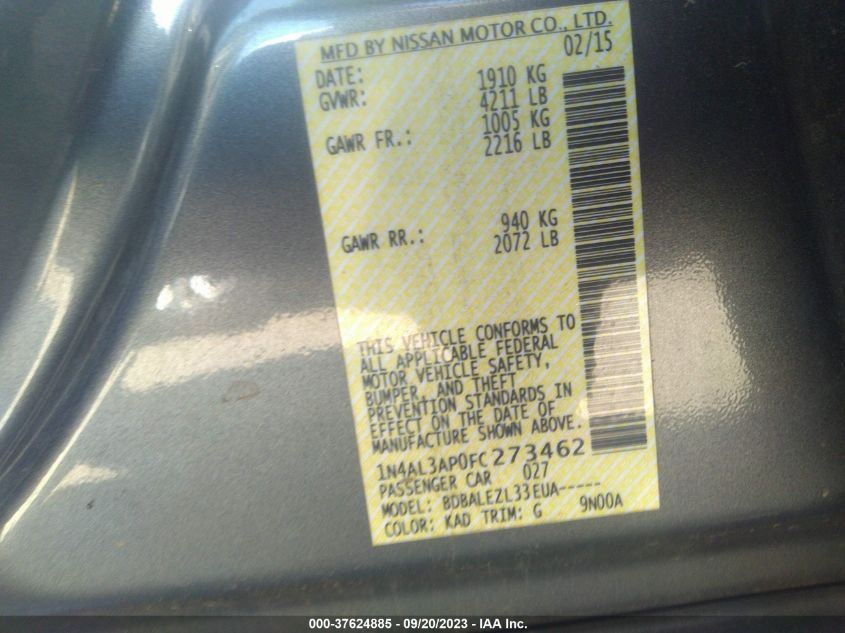 MFD BY NISSAN MOTOR CO., LTD.
DATE: 02/15
GVWR: 1910 KG
4211 LB
GAWR FR.: 1005 KG
2216 LB
GAWR RR.: 940 KG
2072 LB
THIS VEHICLE CONFORMS TO
ALL APPLICABLE FEDERAL
MOTOR VEHICLE SAFETY,
BUMPER, AND THEFT
PREVENTION STANDARDS IN
EFFECT ON THE DATE OF
MANUFACTURE SHOWN ABOVE.
1N4AL3AP0FC273462
PASSENGER CAR 027
MODEL: BDBALEZL33EUA-----
COLOR: KAD TRIM: G 9N00A
000-37624885 - 09/20/2023 - IAA Inc.